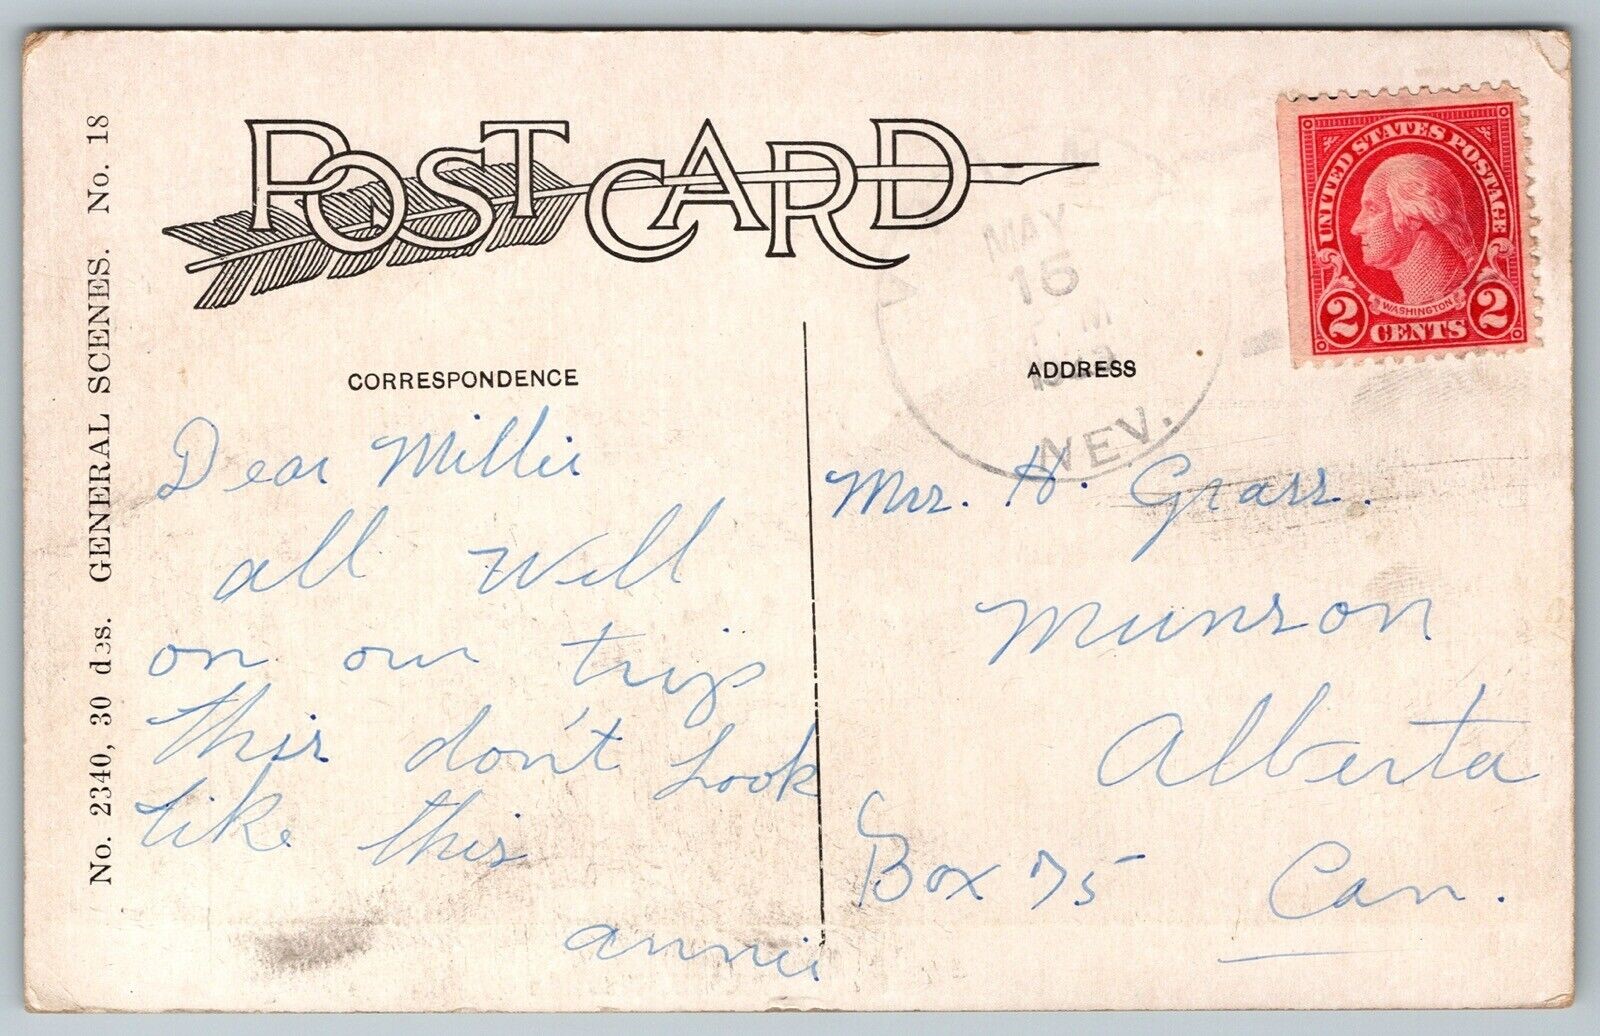 No. 2340, 30 des. GENERAL SCENES. No. 18
POST CARD
UNITED STATES POSTAGE
WASHINGTON
2 CENTS 2
MAY
15
M
NEV.
CORRESPONDENCE
Dear Millie
all Well
on our trip
this don't Look
Like this
annie
ADDRESS
Mrs. H. Grass.
Munson
Alberta
Box 75 Can.